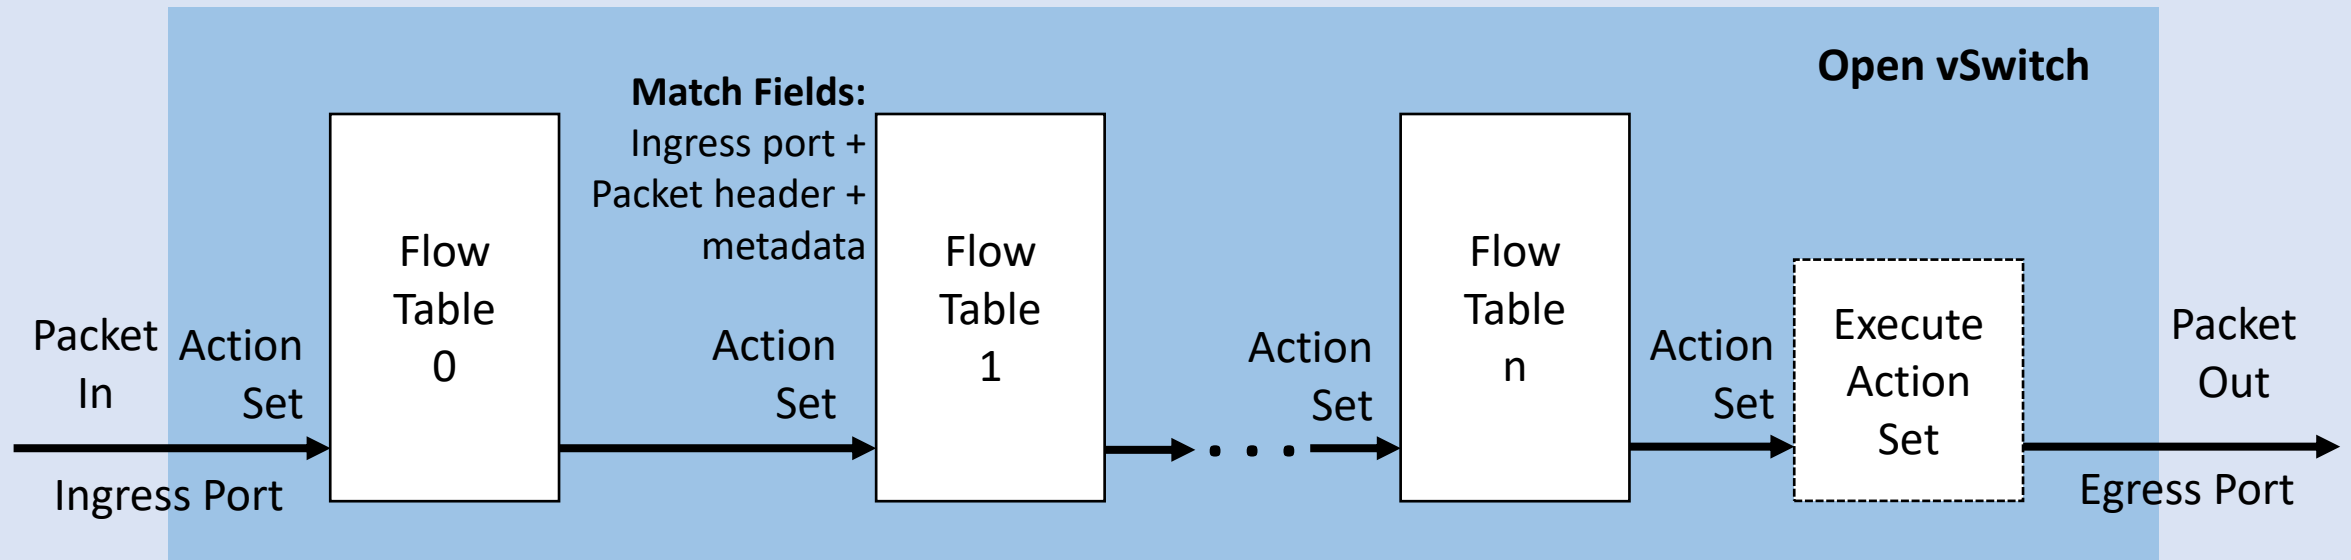 Open vSwitch
Match Fields:
Ingress port +
Packet header +
metadada
Packet
In
Action
Set
Ingress Port
Flow
Table
0
Action
Set
Flow
Table
1
. . .
Action
Set
Flow
Table
n
Action
Set
Execute
Action
Set
Packet
Out
Egress Port